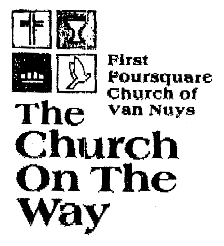 First
Foursquare
Church of
Van Nuys
The
Church
On The
Way